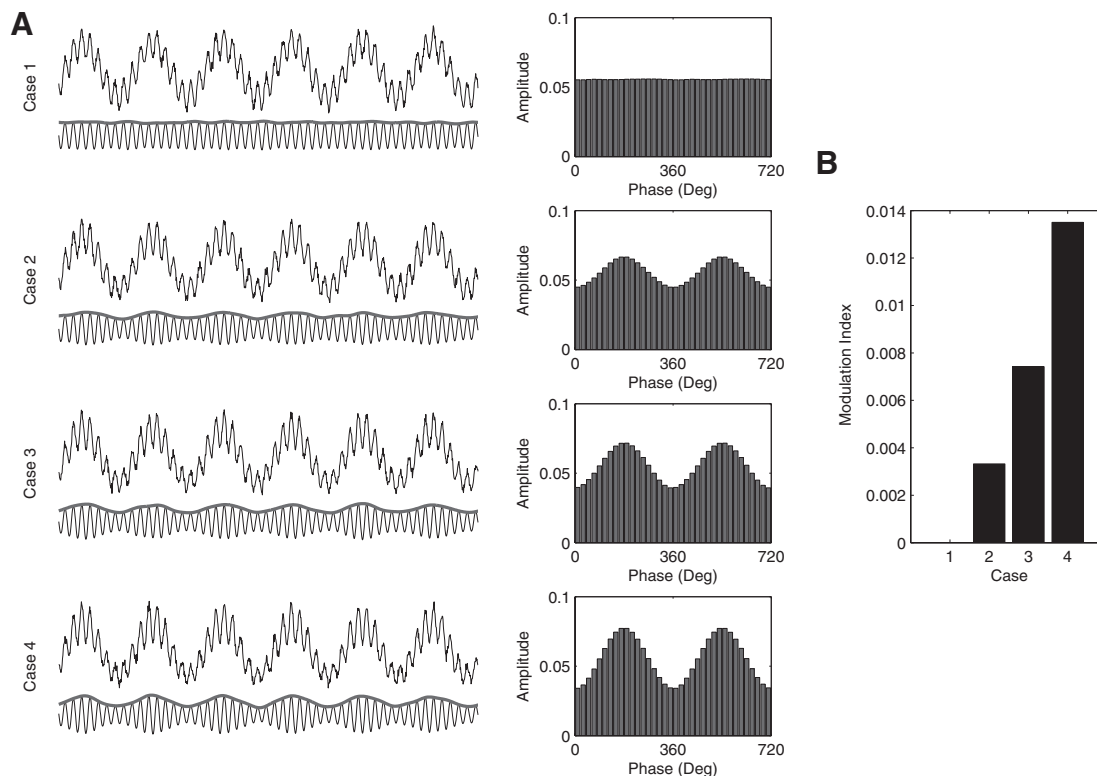 A
Case 1
0.1
0.05
0
Amplitude
0 360 720
Phase (Deg)
Case 2
0.1
0.05
0
Amplitude
0 360 720
Phase (Deg)
Case 3
0.1
0.05
0
Amplitude
0 360 720
Phase (Deg)
Case 4
0.1
0.05
0
Amplitude
0 360 720
Phase (Deg)
B
0.014
0.012
0.01
0.008
0.006
0.004
0.002
0
Modulation Index
1 2 3 4
Case